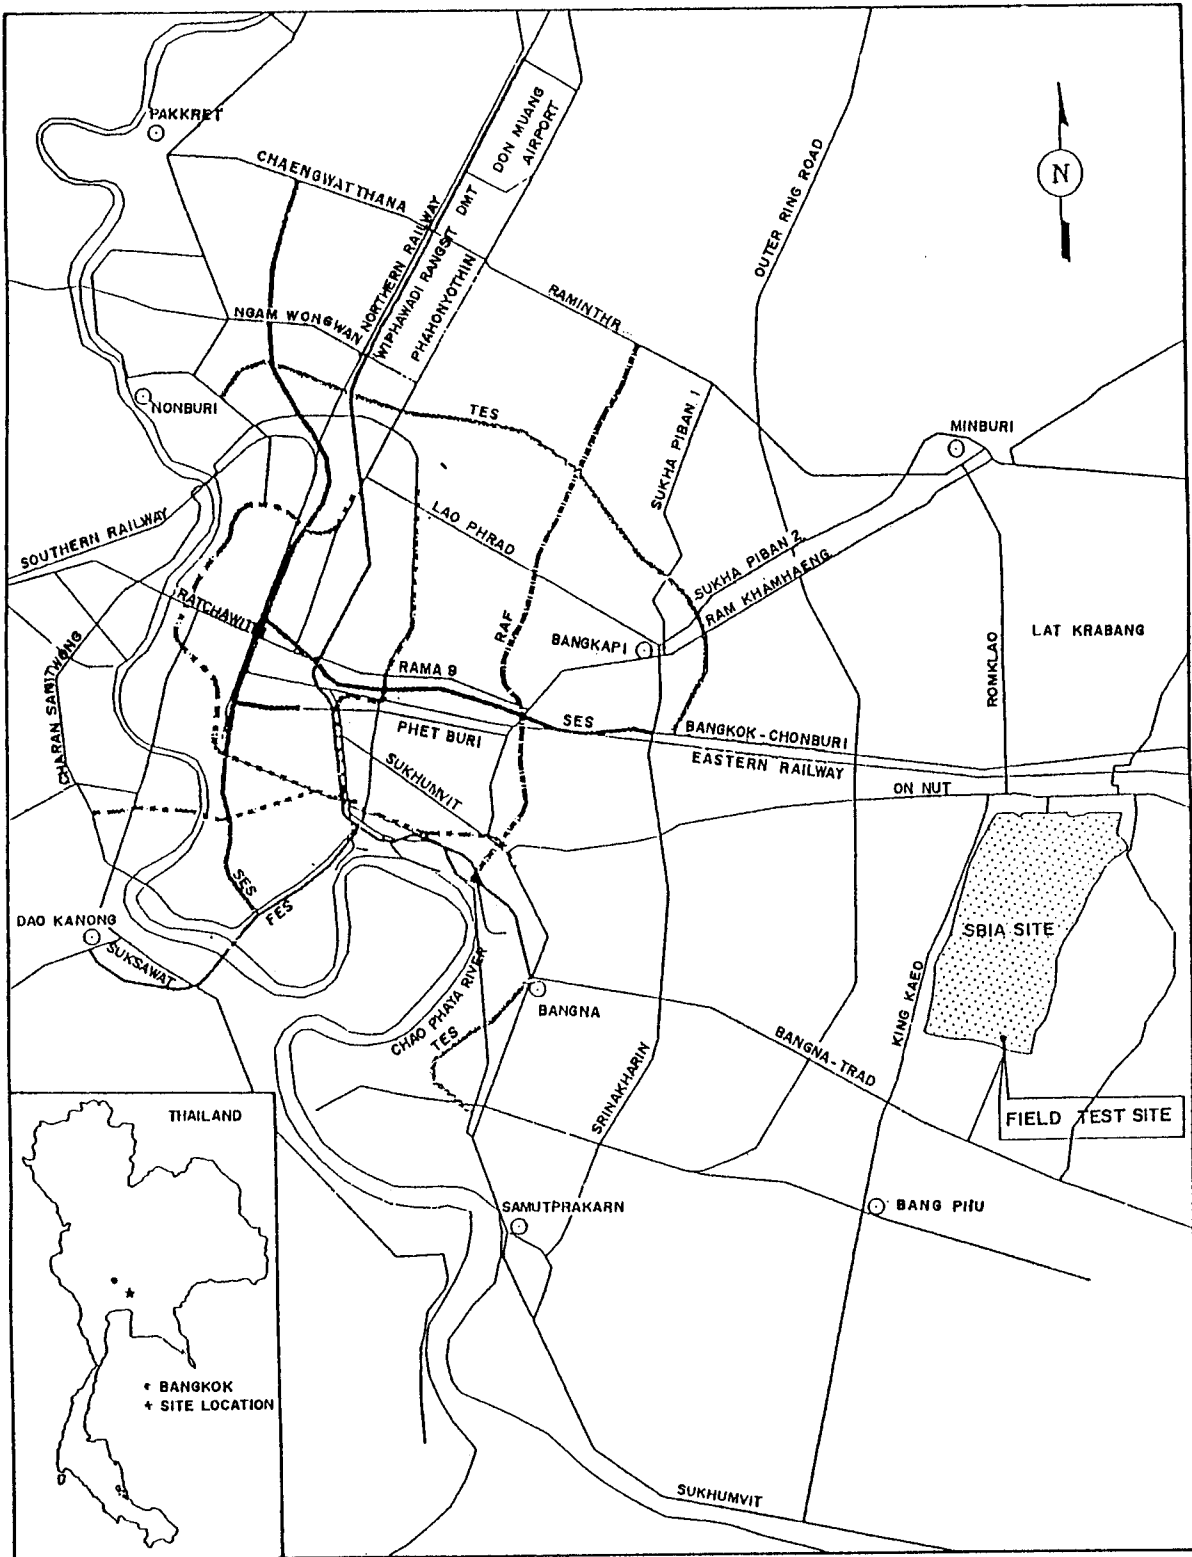 PAKKRET
CHAENGWATTHANA
DON MUANG
AIRPORT
N
OUTER RING ROAD
NORTHERN RAILWAY
WIPHAWADI RANGSIT DMT
PHAHONYOTHIN
NGAM WONGWAN
RAMINTHR
NONBURI
TES
SUKHA PIBAN 1
MINBURI
SOUTHERN RAILWAY
LAO PHRAD
SUKHA PIBAN 2
RAM KHAMHAENG
RATCHAWIT
RAF
BANGKAPI
LAT KRABANG
CHARAN SANITWONG
RAMA 9
ROMKLAO
PHET BURI
SES
BANGKOK-CHONBURI
EASTERN RAILWAY
SUKHUMVIT
ON NUT
SES
FES
DAO KANONG
SUKSAWAT
SBIA SITE
CHAO PHAYA RIVER
TES
BANGNA
KING KAEO
BANGNA-TRAD
SRINAKHARIN
FIELD TEST SITE
THAILAND
SAMUTPRAKARN
BANG PHU
• BANGKOK
★ SITE LOCATION
SUKHUMVIT